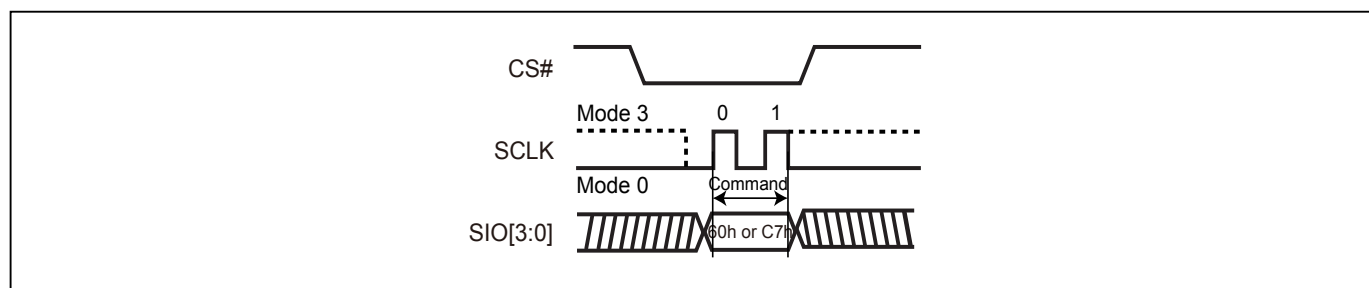 CS#
Mode 3 0 1
SCLK
Mode 0 Command
SIO[3:0] 60h or C7h